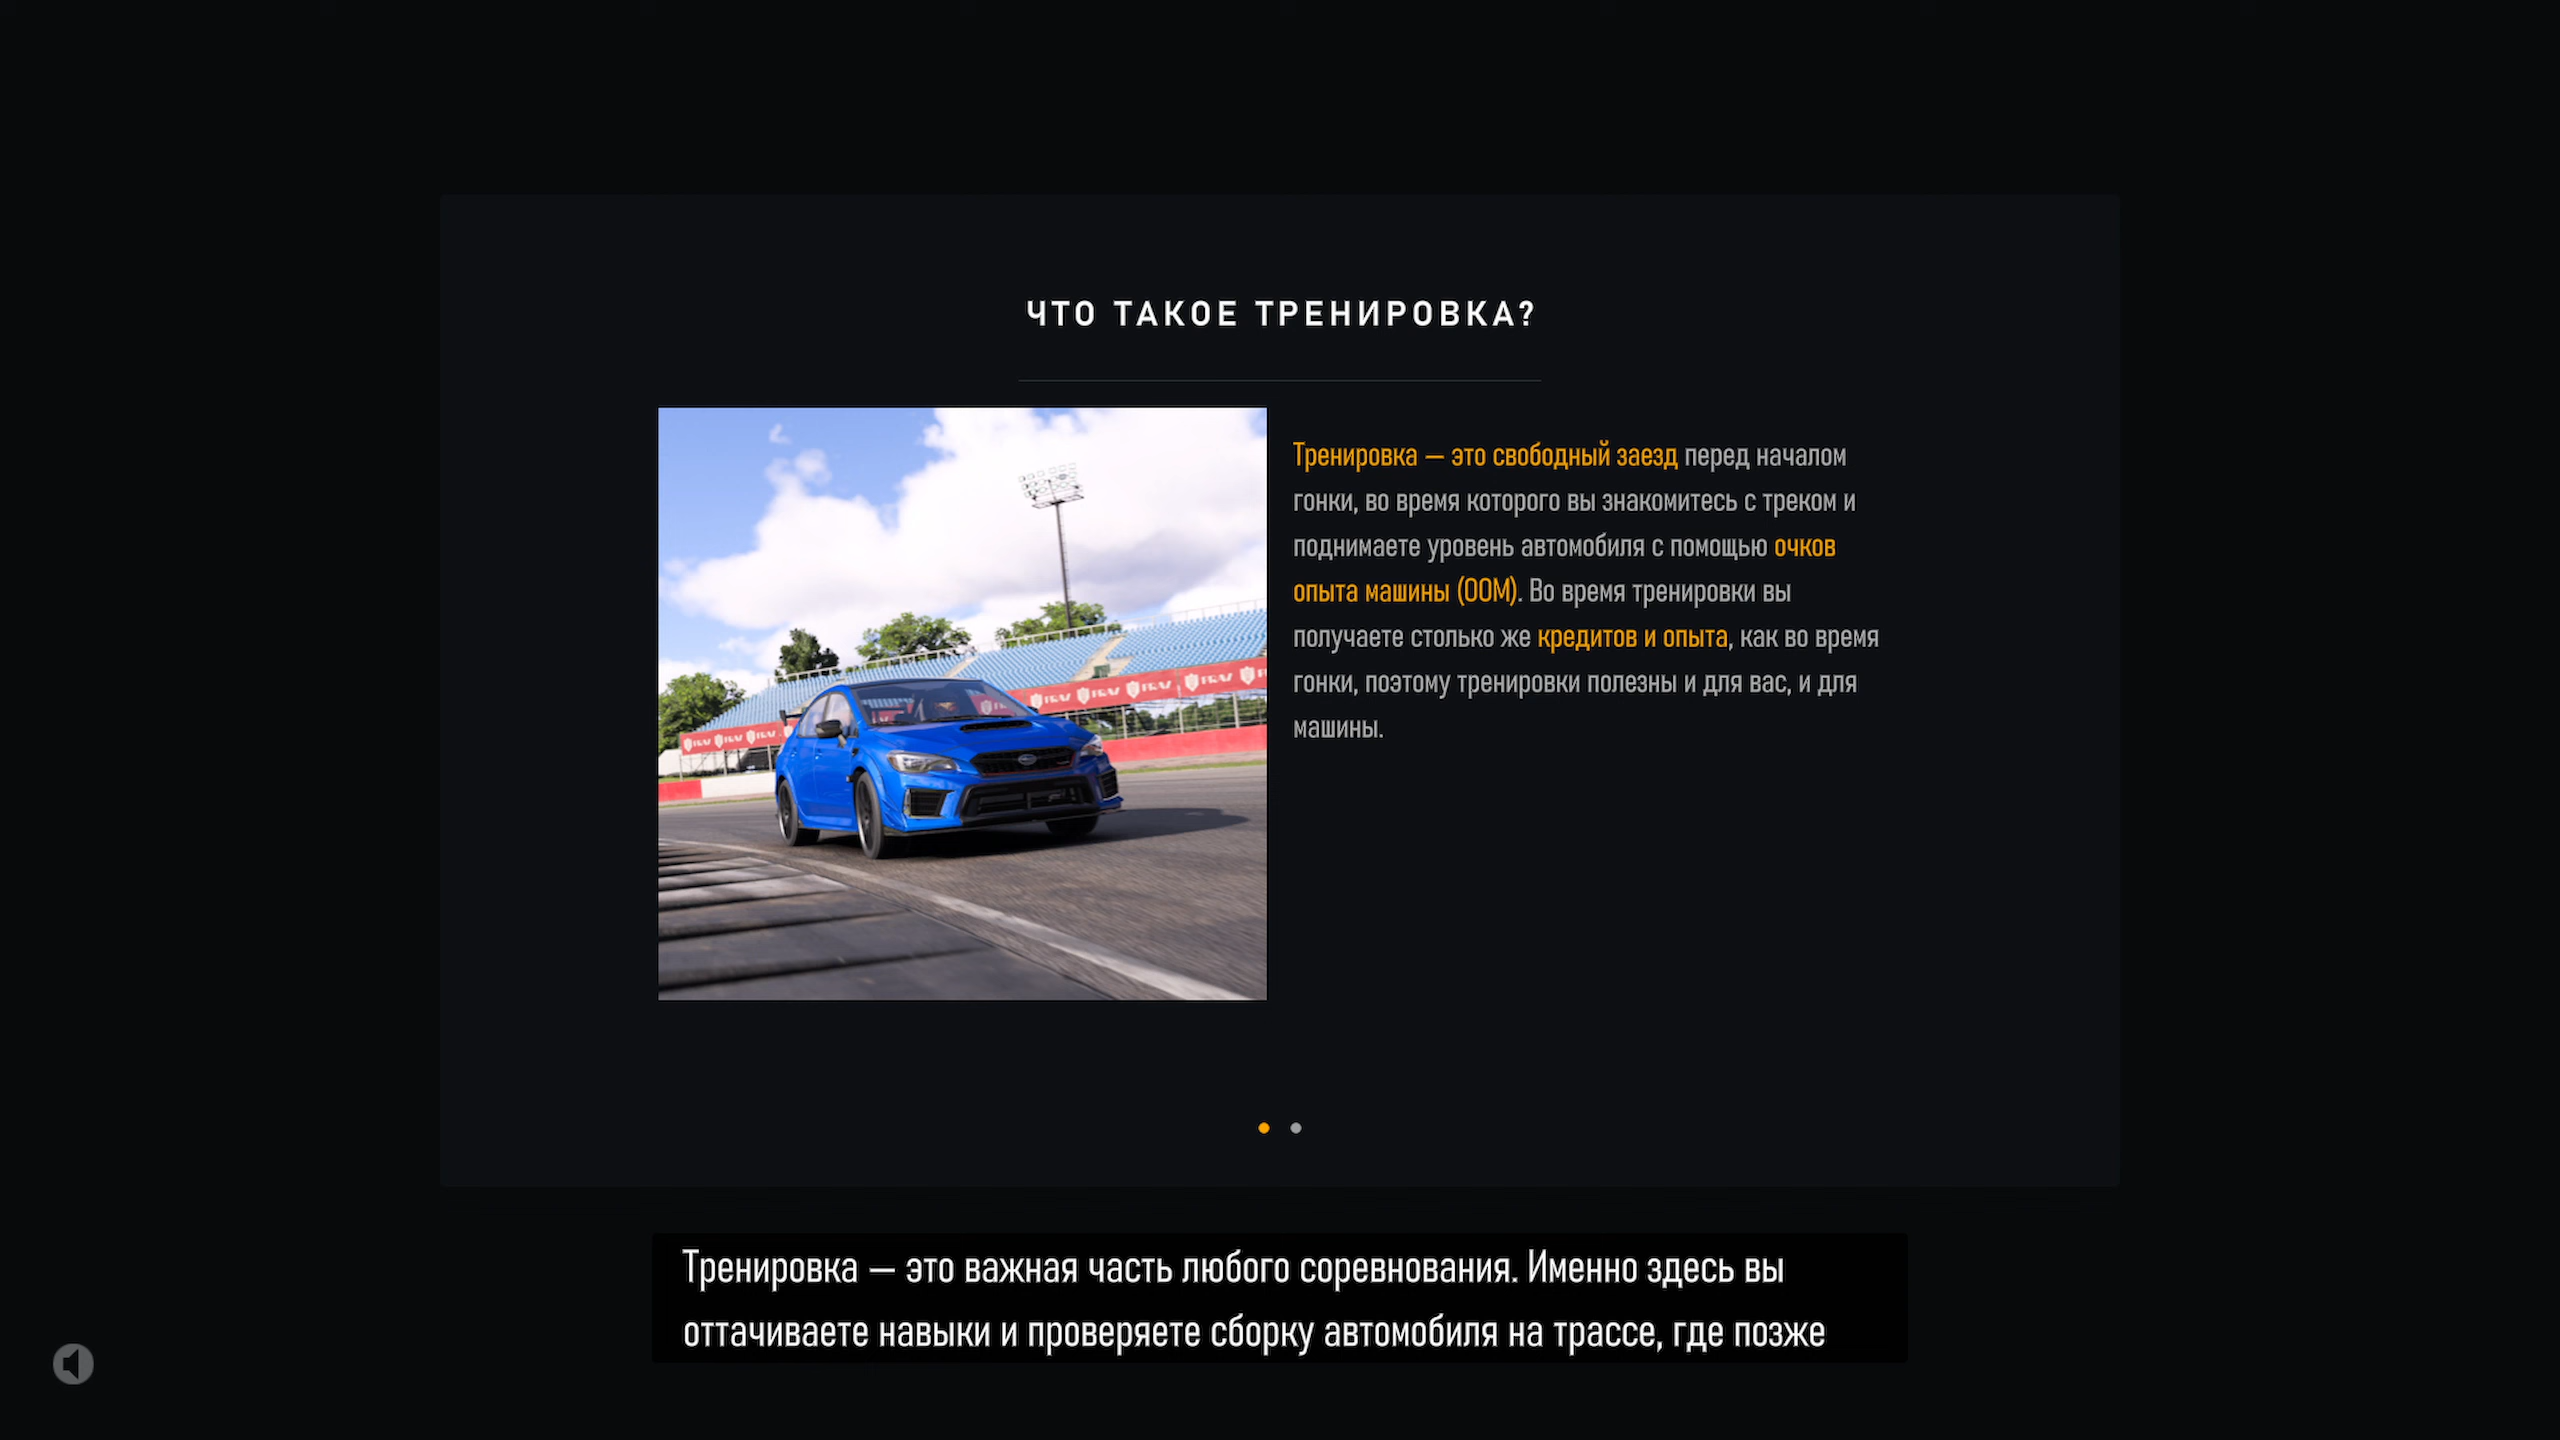 ЧТО ТАКОЕ ТРЕНИРОВКА?
Тренировка — это свободный заезд перед началом
гонки, во время которого вы знакомитесь с треком и
поднимаете уровень автомобиля с помощью очков
опыта машины (ООМ). Во время тренировки вы
получаете столько же кредитов и опыта, как во время
гонки, поэтому тренировки полезны и для вас, и для
машины.
Тренировка — это важная часть любого соревнования. Именно здесь вы
оттачиваете навыки и проверяете сборку автомобиля на трассе, где позже